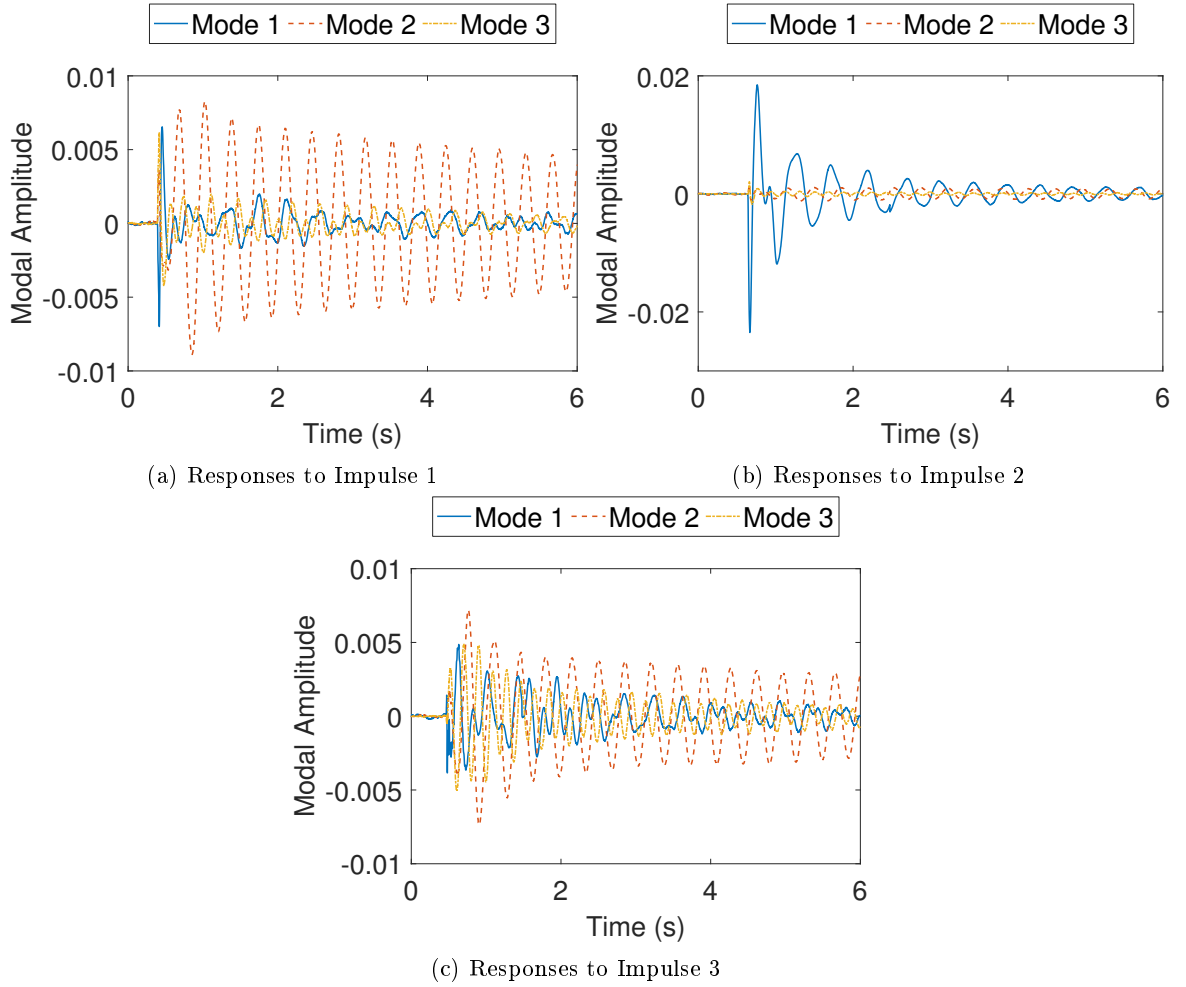 Mode 1 Mode 2 Mode 3
0.01
0.005
0
-0.005
-0.01
Modal Amplitude
0 2 4 6
Time (s)
(a) Responses to Impulse 1
Mode 1 Mode 2 Mode 3
0.02
0
-0.02
Modal Amplitude
0 2 4 6
Time (s)
(b) Responses to Impulse 2
Mode 1 Mode 2 Mode 3
0.01
0.005
0
-0.005
-0.01
Modal Amplitude
0 2 4 6
Time (s)
(c) Responses to Impulse 3